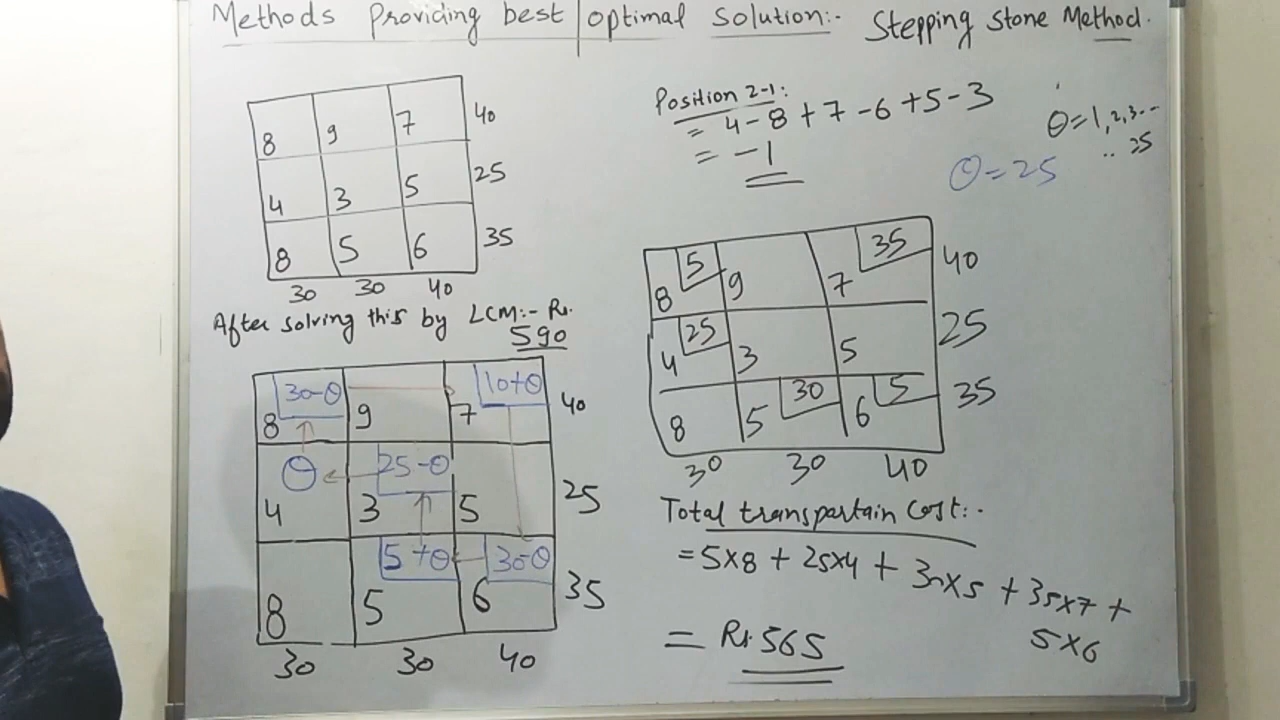 Methods Providing best optimal Solution:- Stepping Stone Method.
8 9 7 40
4 3 5 25
8 5 6 35
30 30 40
After solving this by LCM:- Rs.
590
30-θ 10+θ
8 9 7 40
θ 25-θ
4 3 5 25
5+θ 30-θ
8 5 6 35
30 30 40
Position 2-1:
= 4-8+7-6+5-3
= -1
θ=1,2,3...
.. 25
θ=25
5 35
8 9 7 40
25
4 3 5 25
30 5
8 5 6 35
30 30 40
Total transpartain Cost:-
=5x8 + 25x4 + 30x5 + 35x7 +
5x6
= Rs.565